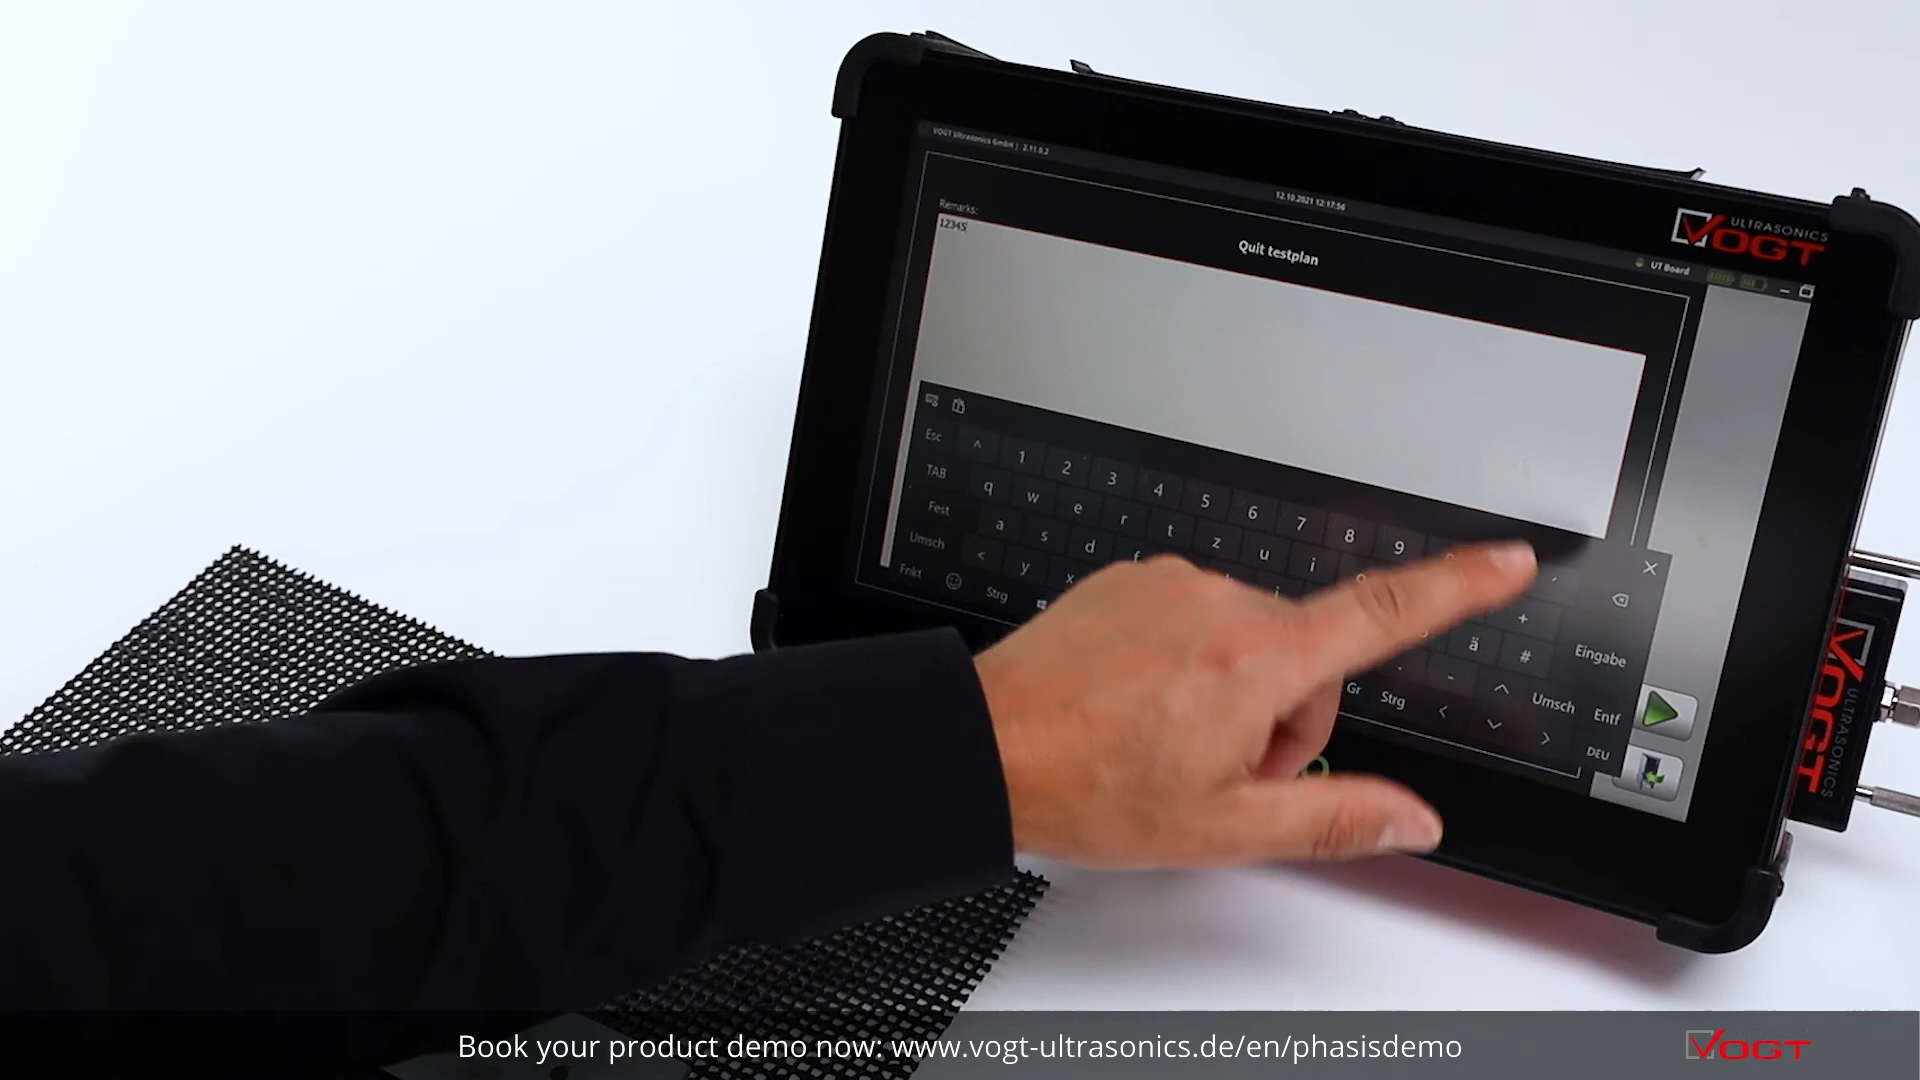 VOGT Ultrasonics GmbH | 2.11.0.2
12.10.2021 12:17:56
ULTRASONICS
VOGT
Remarks:
12345
Quit testplan
UT Board
Esc ^ 1 2 3 4 5 6 7 8 9
TAB q w e r t z u i +
Fest a s d f ä # Eingabe
Umsch < y x - ^ Umsch Entf
Fnkt Strg Gr Strg < > DEU
VOGT
ULTRASONICS
Book your product demo now: www.vogt-ultrasonics.de/en/phasisdemo
VOGT